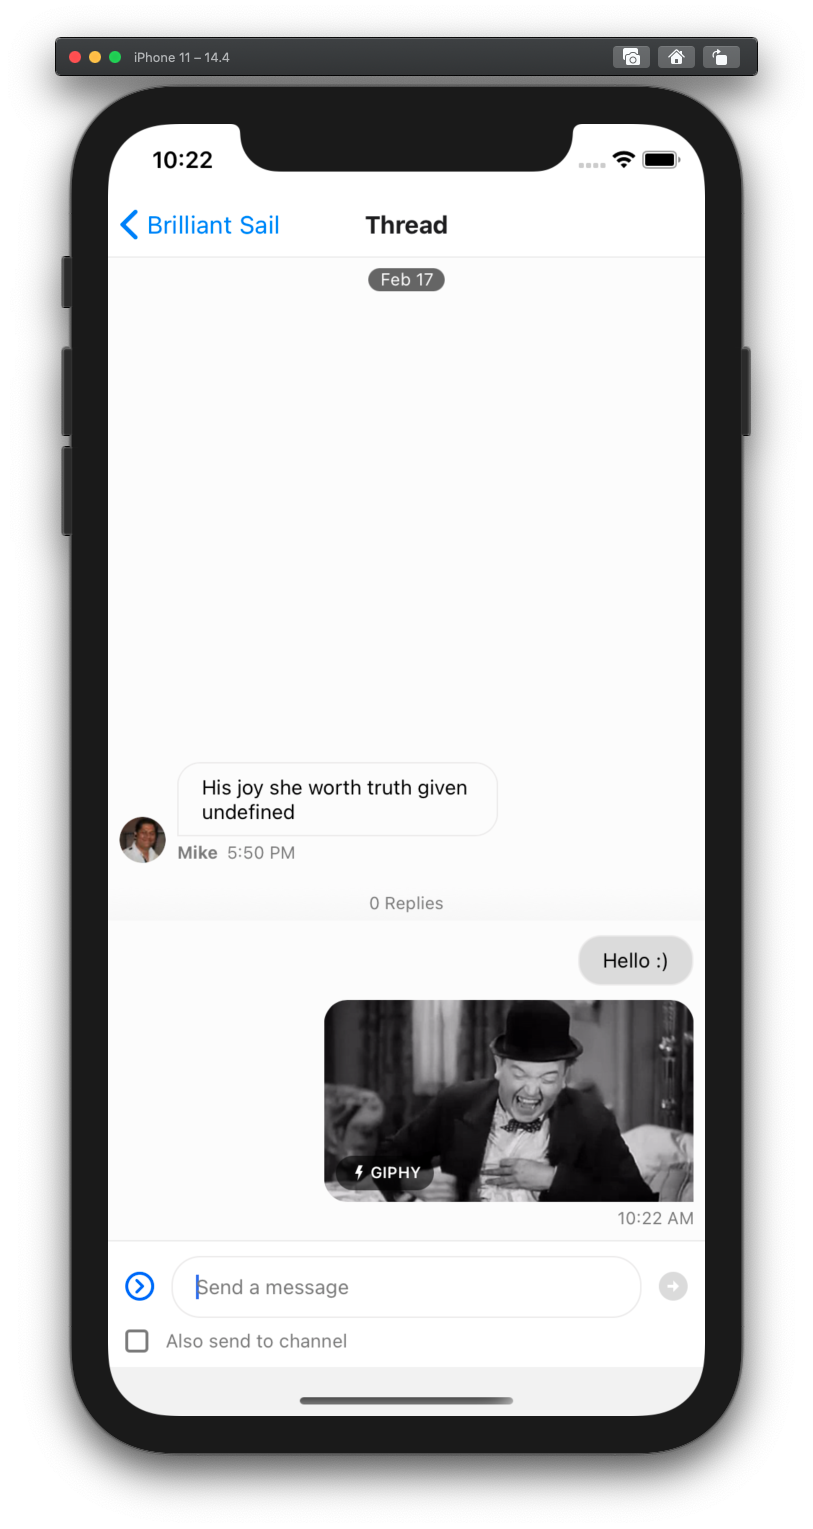 iPhone 11 – 14.4
10:22
Brilliant Sail
Thread
Feb 17
His joy she worth truth given
undefined
Mike 5:50 PM
0 Replies
Hello :)
GIPHY
10:22 AM
Send a message
Also send to channel